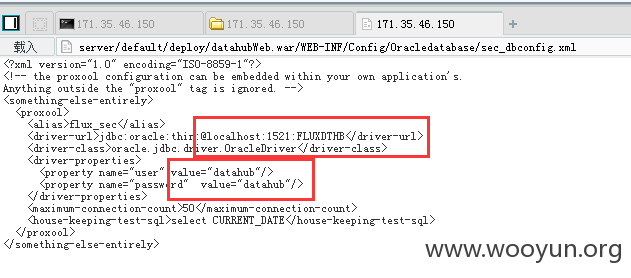 171.35.46.150
171.35.46.150
171.35.46.150
载入
server/default/deploy/datahubWeb.war/WEB-INF/Config/Oracledatabase/sec_dbconfig.xml
<?xml version="1.0" encoding="ISO-8859-1"?>
<!-- the proxool configuration can be embedded within your own application's.
Anything outside the "proxool" tag is ignored. -->
<something-else-entirely>
<proxool>
<alias>flux_sec</alias>
<driver-url>jdbc:oracle:thin:@localhost:1521:FLUXDTHB</driver-url>
<driver-class>oracle.jdbc.driver.OracleDriver</driver-class>
<driver-properties>
<property name="user" value="datahub"/>
<property name="password" value="datahub"/>
</driver-properties>
<maximum-connection-count>50</maximum-connection-count>
<house-keeping-test-sql>select CURRENT_DATE</house-keeping-test-sql>
</proxool>
</something-else-entirely>
www.wooyun.org